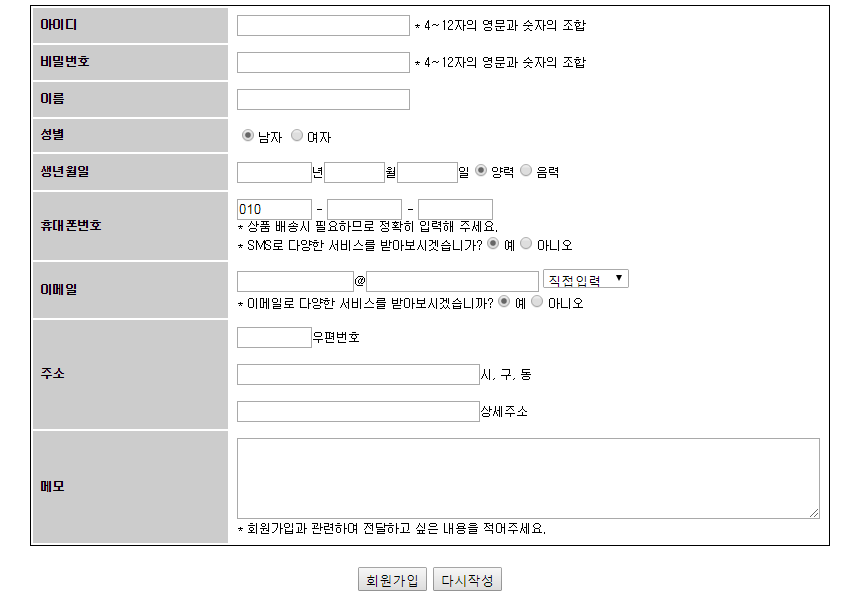 아이디 * 4~12자의 영문과 숫자의 조합
비밀번호 * 4~12자의 영문과 숫자의 조합
이름
성별 남자 여자
생년월일 년 월 일 양력 음력
010 - -
* 상품 배송시 필요하므로 정확히 입력해 주세요.
휴대폰번호
* SMS로 다양한 서비스를 받아보시겟습니가? 예 아니오
@ 직접입력
이메일
* 이메일로 다양한 서비스를 받아보시겠습니까? 예 아니오
우편번호
주소 시, 구, 동
상세주소
메모
* 회원가입과 관련하여 전달하고 싶은 내용을 적어주세요.
회원가입 다시작성